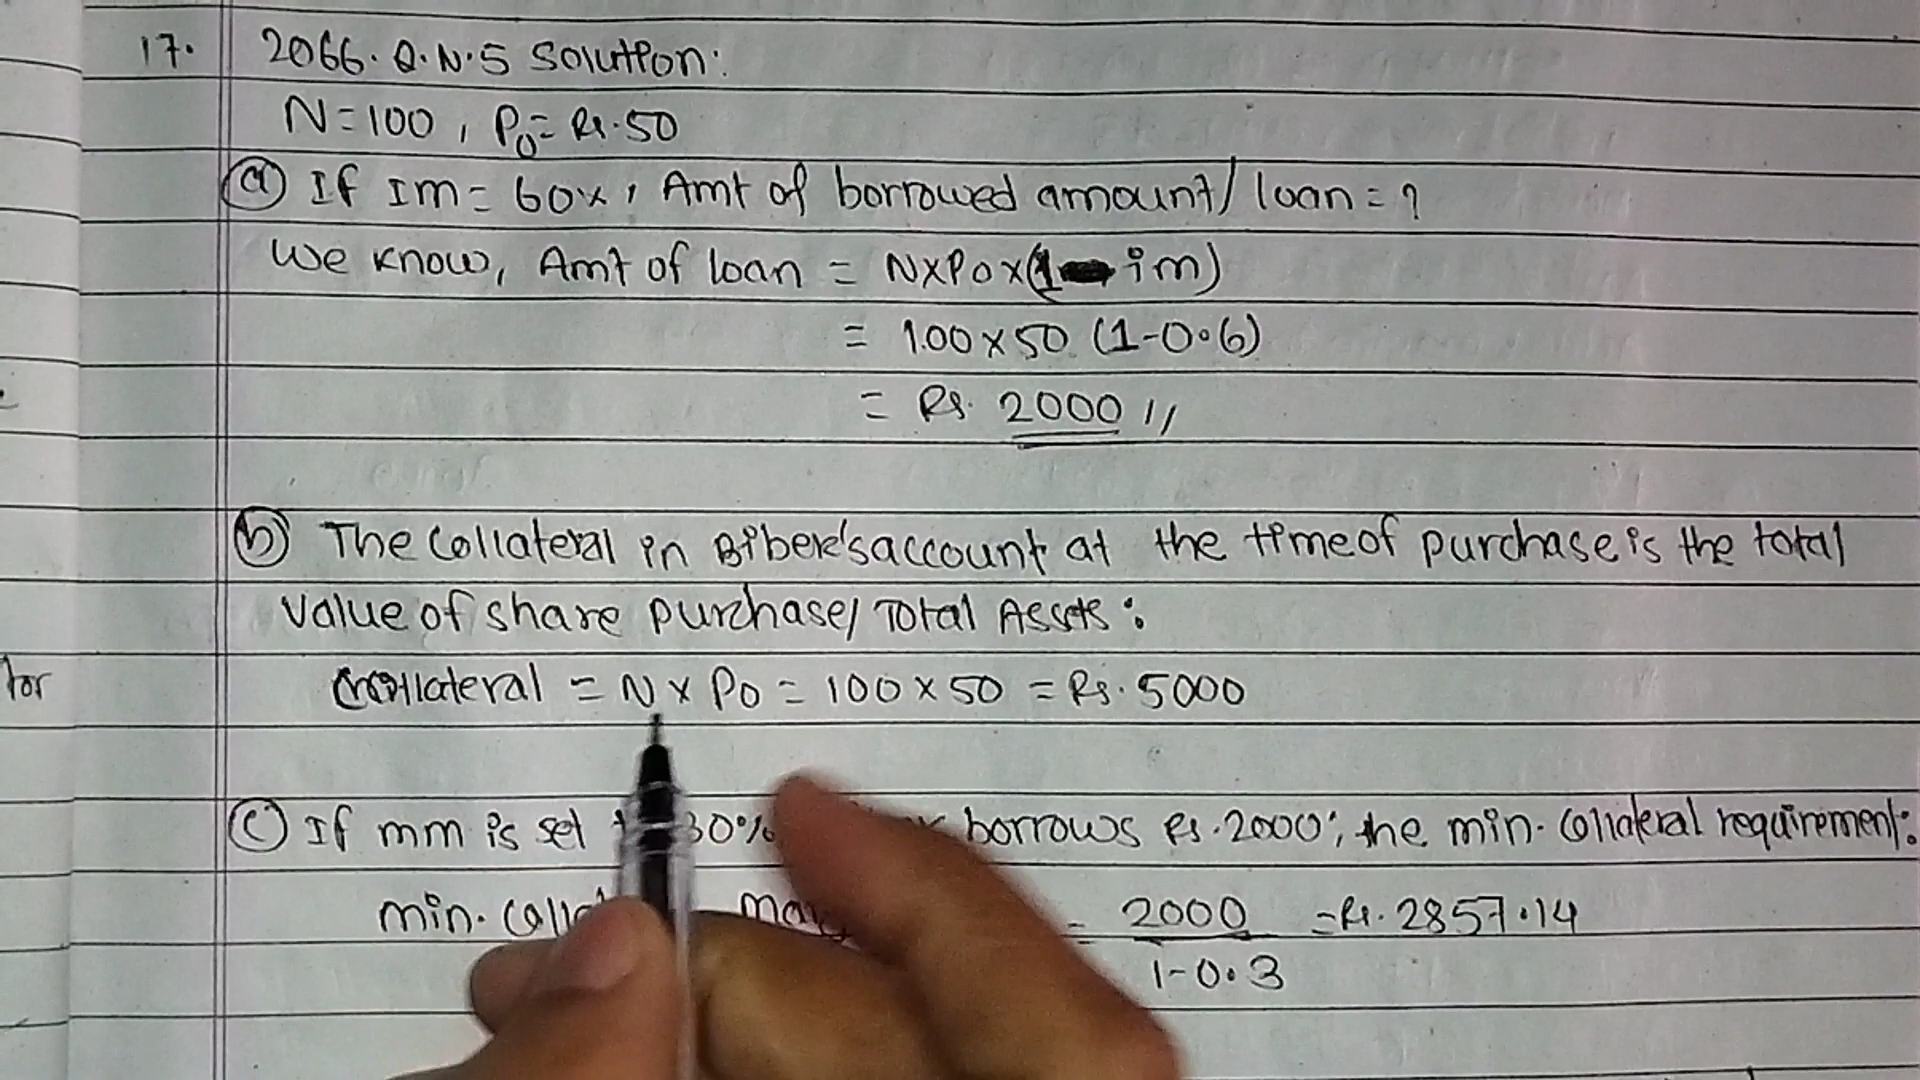 17. 2066. Q.N.5 Solution:
N=100, P0= Rs.50
(a) If Im = 60%, Amt of borrowed amount/ loan = ?
We know, Amt of loan = N×P0×(1-im)
= 100×50 (1-0.6)
= Rs. 2000 //
(b) The Collateral in Bibek's account at the time of purchase is the total
Value of share purchase/ Total Assets:
Collateral = N× P0 = 100×50 = Rs. 5000
tor
(c) If mm is set 30% borrows Rs.2000; the min. Collateral requirement:
min. = 2000 = Rs. 2857.14
1-0.3